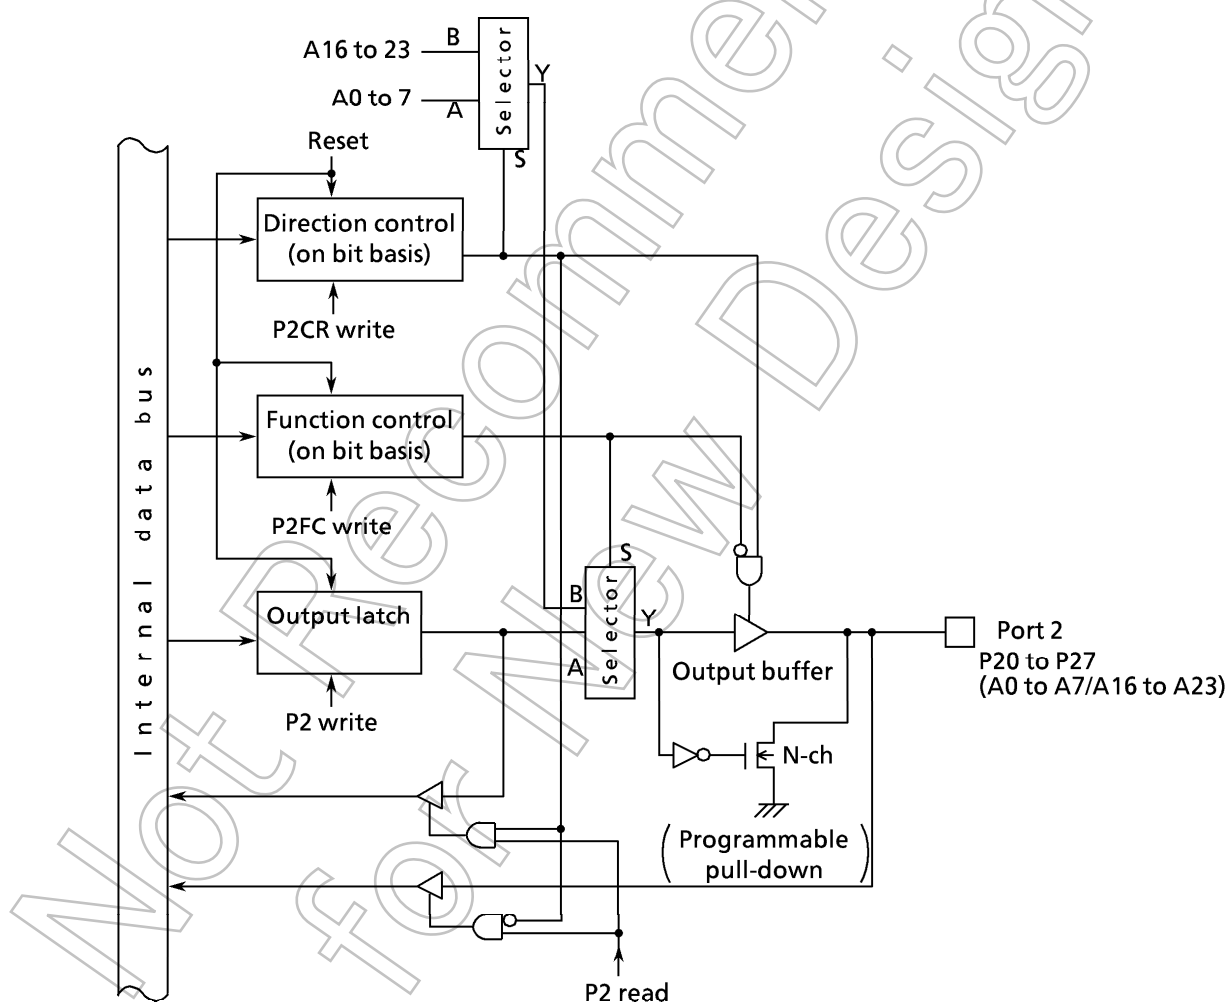 B
A16 to 23
A0 to 7
A
Selector
Y
S
Reset
Direction control
(on bit basis)
P2CR write
Function control
(on bit basis)
P2FC write
Internal data bus
Output latch
P2 write
S
B
A
Selector
Y
Output buffer
Port 2
P20 to P27
(A0 to A7/A16 to A23)
N-ch
(Programmable
pull-down)
P2 read
Not Recommen
for New Design